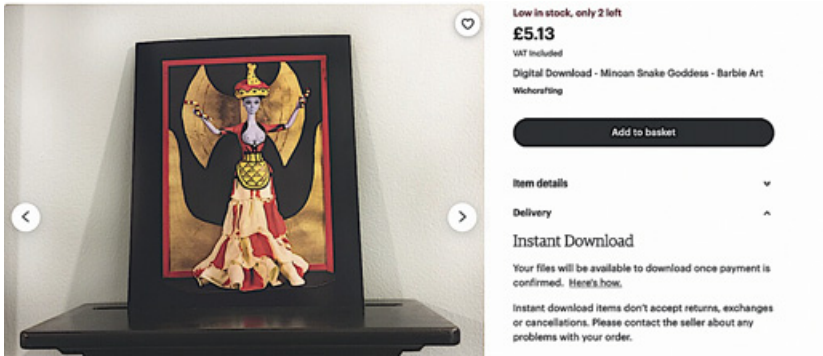 Low in stock, only 2 left
£5.13
VAT Included
Digital Download - Minoan Snake Goddess - Barbie Art
Wichcrafting
Add to basket
Item details
Delivery
Instant Download
Your files will be available to download once payment is
confirmed. Here's how.
Instant download items don't accept returns, exchanges
or cancellations. Please contact the seller about any
problems with your order.